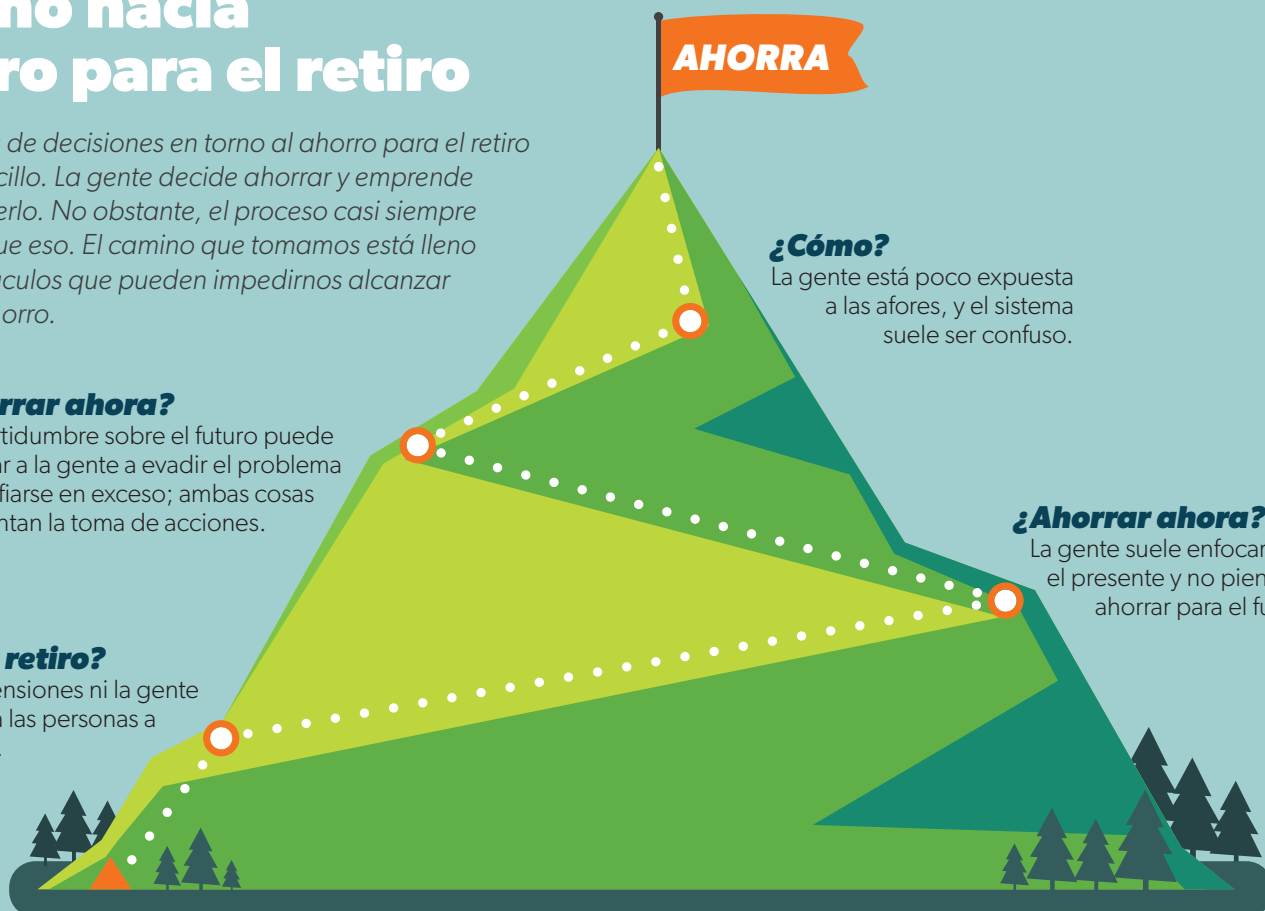 no hacia
ro para el retiro
AHORRA
de decisiones en torno al ahorro para el retiro
cillo. La gente decide ahorrar y emprende
erlo. No obstante, el proceso casi siempre
ue eso. El camino que tomamos está lleno
culos que pueden impedirnos alcanzar
orro.
¿Cómo?
La gente está poco expuesta
a las afores, y el sistema
suele ser confuso.
rrar ahora?
tidumbre sobre el futuro puede
ar a la gente a evadir el problema
fiarse en exceso; ambas cosas
ntan la toma de acciones.
¿Ahorrar ahora?
La gente suele enfocar
el presente y no pien
ahorrar para el fu
retiro?
ensiones ni la gente
a las personas a